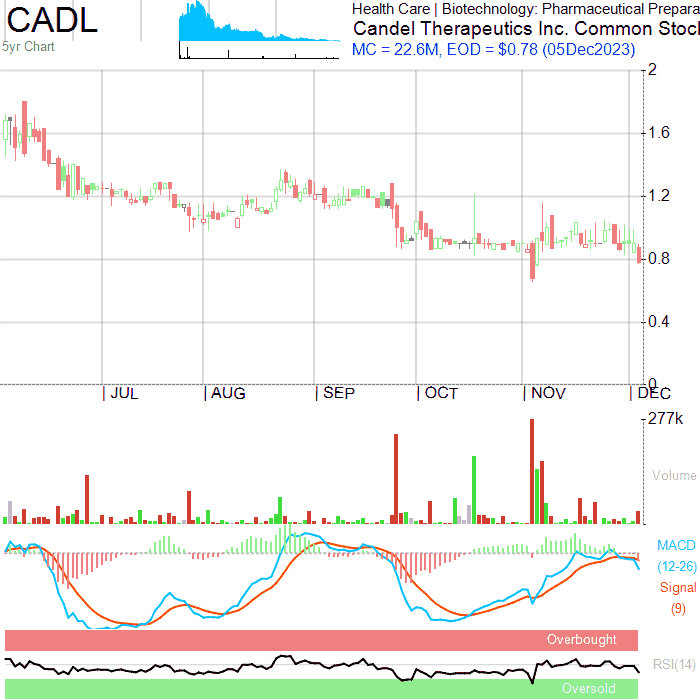 CADL
5yr Chart
Health Care | Biotechnology: Pharmaceutical Prepara
Candel Therapeutics Inc. Common Stoc
MC = 22.6M, EOD = $0.78 (05Dec2023)
2
1.6
1.2
0.8
0.4
0
| JUL | AUG | SEP | OCT | NOV | DEC
277k
Volume
MACD
(12-26)
Signal
(9)
Overbought
RSI(14)
Oversold